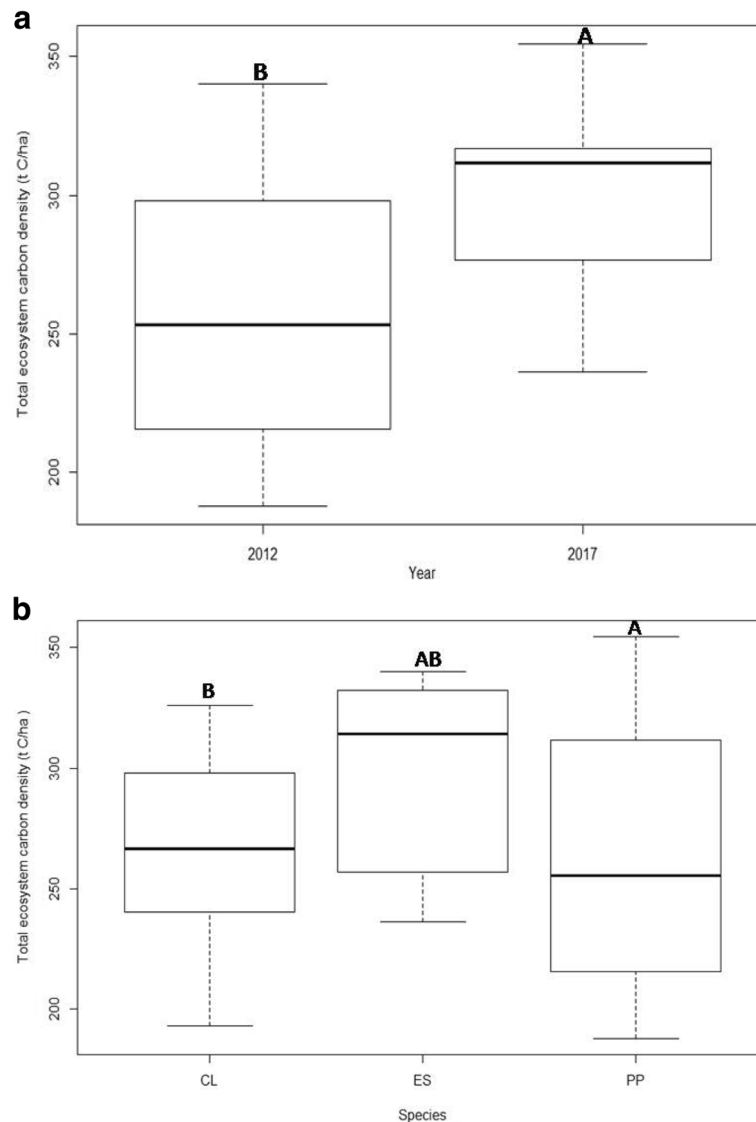 a
Total ecosystem carbon density (t C/ha)
350
300
250
200
B
A
2012
2017
Year
b
Total ecosystem carbon density (t C/ha )
350
300
250
200
B
AB
A
CL
ES
PP
Species